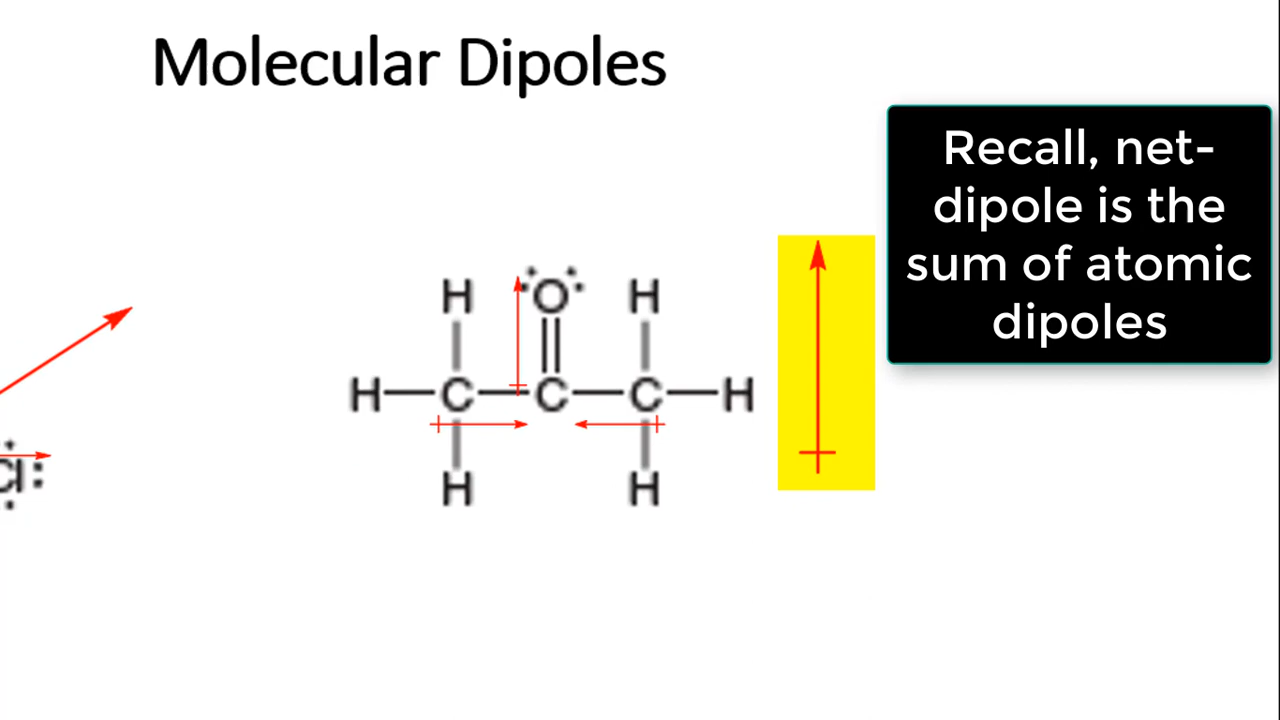 Molecular Dipoles
Recall, net-
dipole is the
sum of atomic
dipoles
H O H
H C C C H
H H